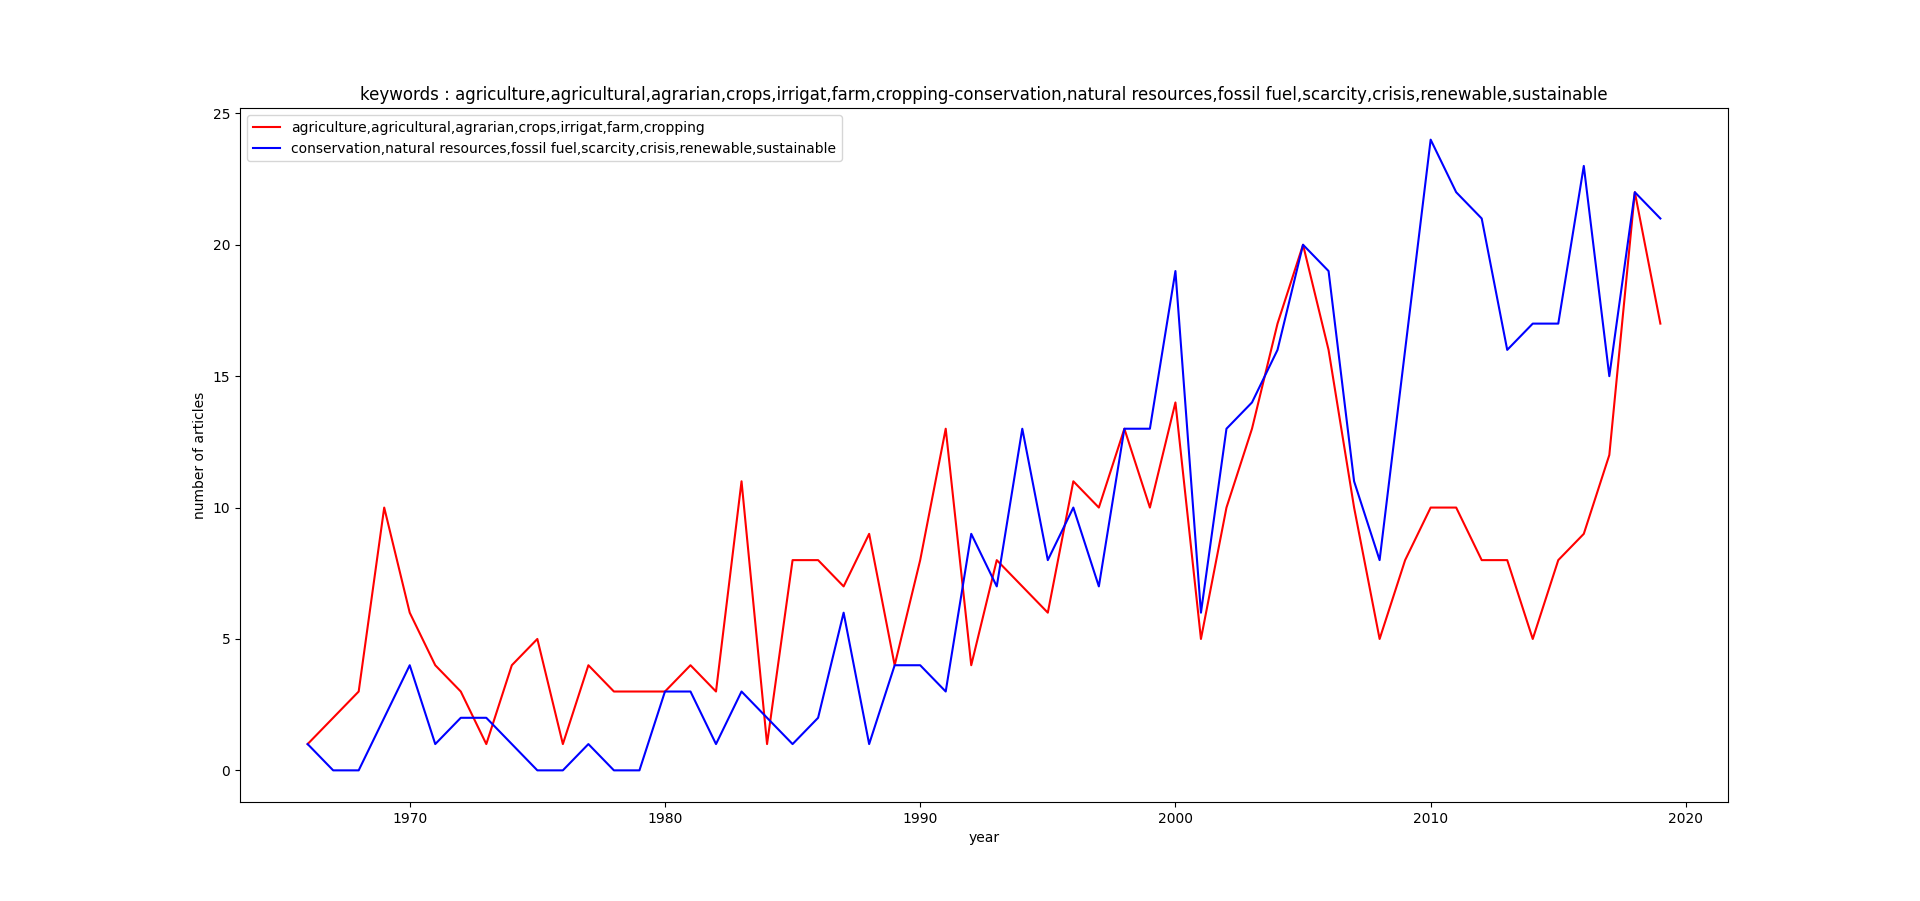 keywords : agriculture,agricultural,agrarian,crops,irrigat,farm,cropping-conservation,natural resources,fossil fuel,scarcity,crisis,renewable,sustainable
agriculture,agricultural,agrarian,crops,irrigat,farm,cropping
conservation,natural resources,fossil fuel,scarcity,crisis,renewable,sustainable
25
20
15
10
5
0
number of articles
1970 1980 1990 2000 2010 2020
year